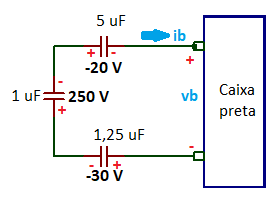 5 uF
ib
+ -
+
-20 V
-
1 uF 250 V
+
vb
Caixa
preta
1,25 uF
-
- +
-30 V